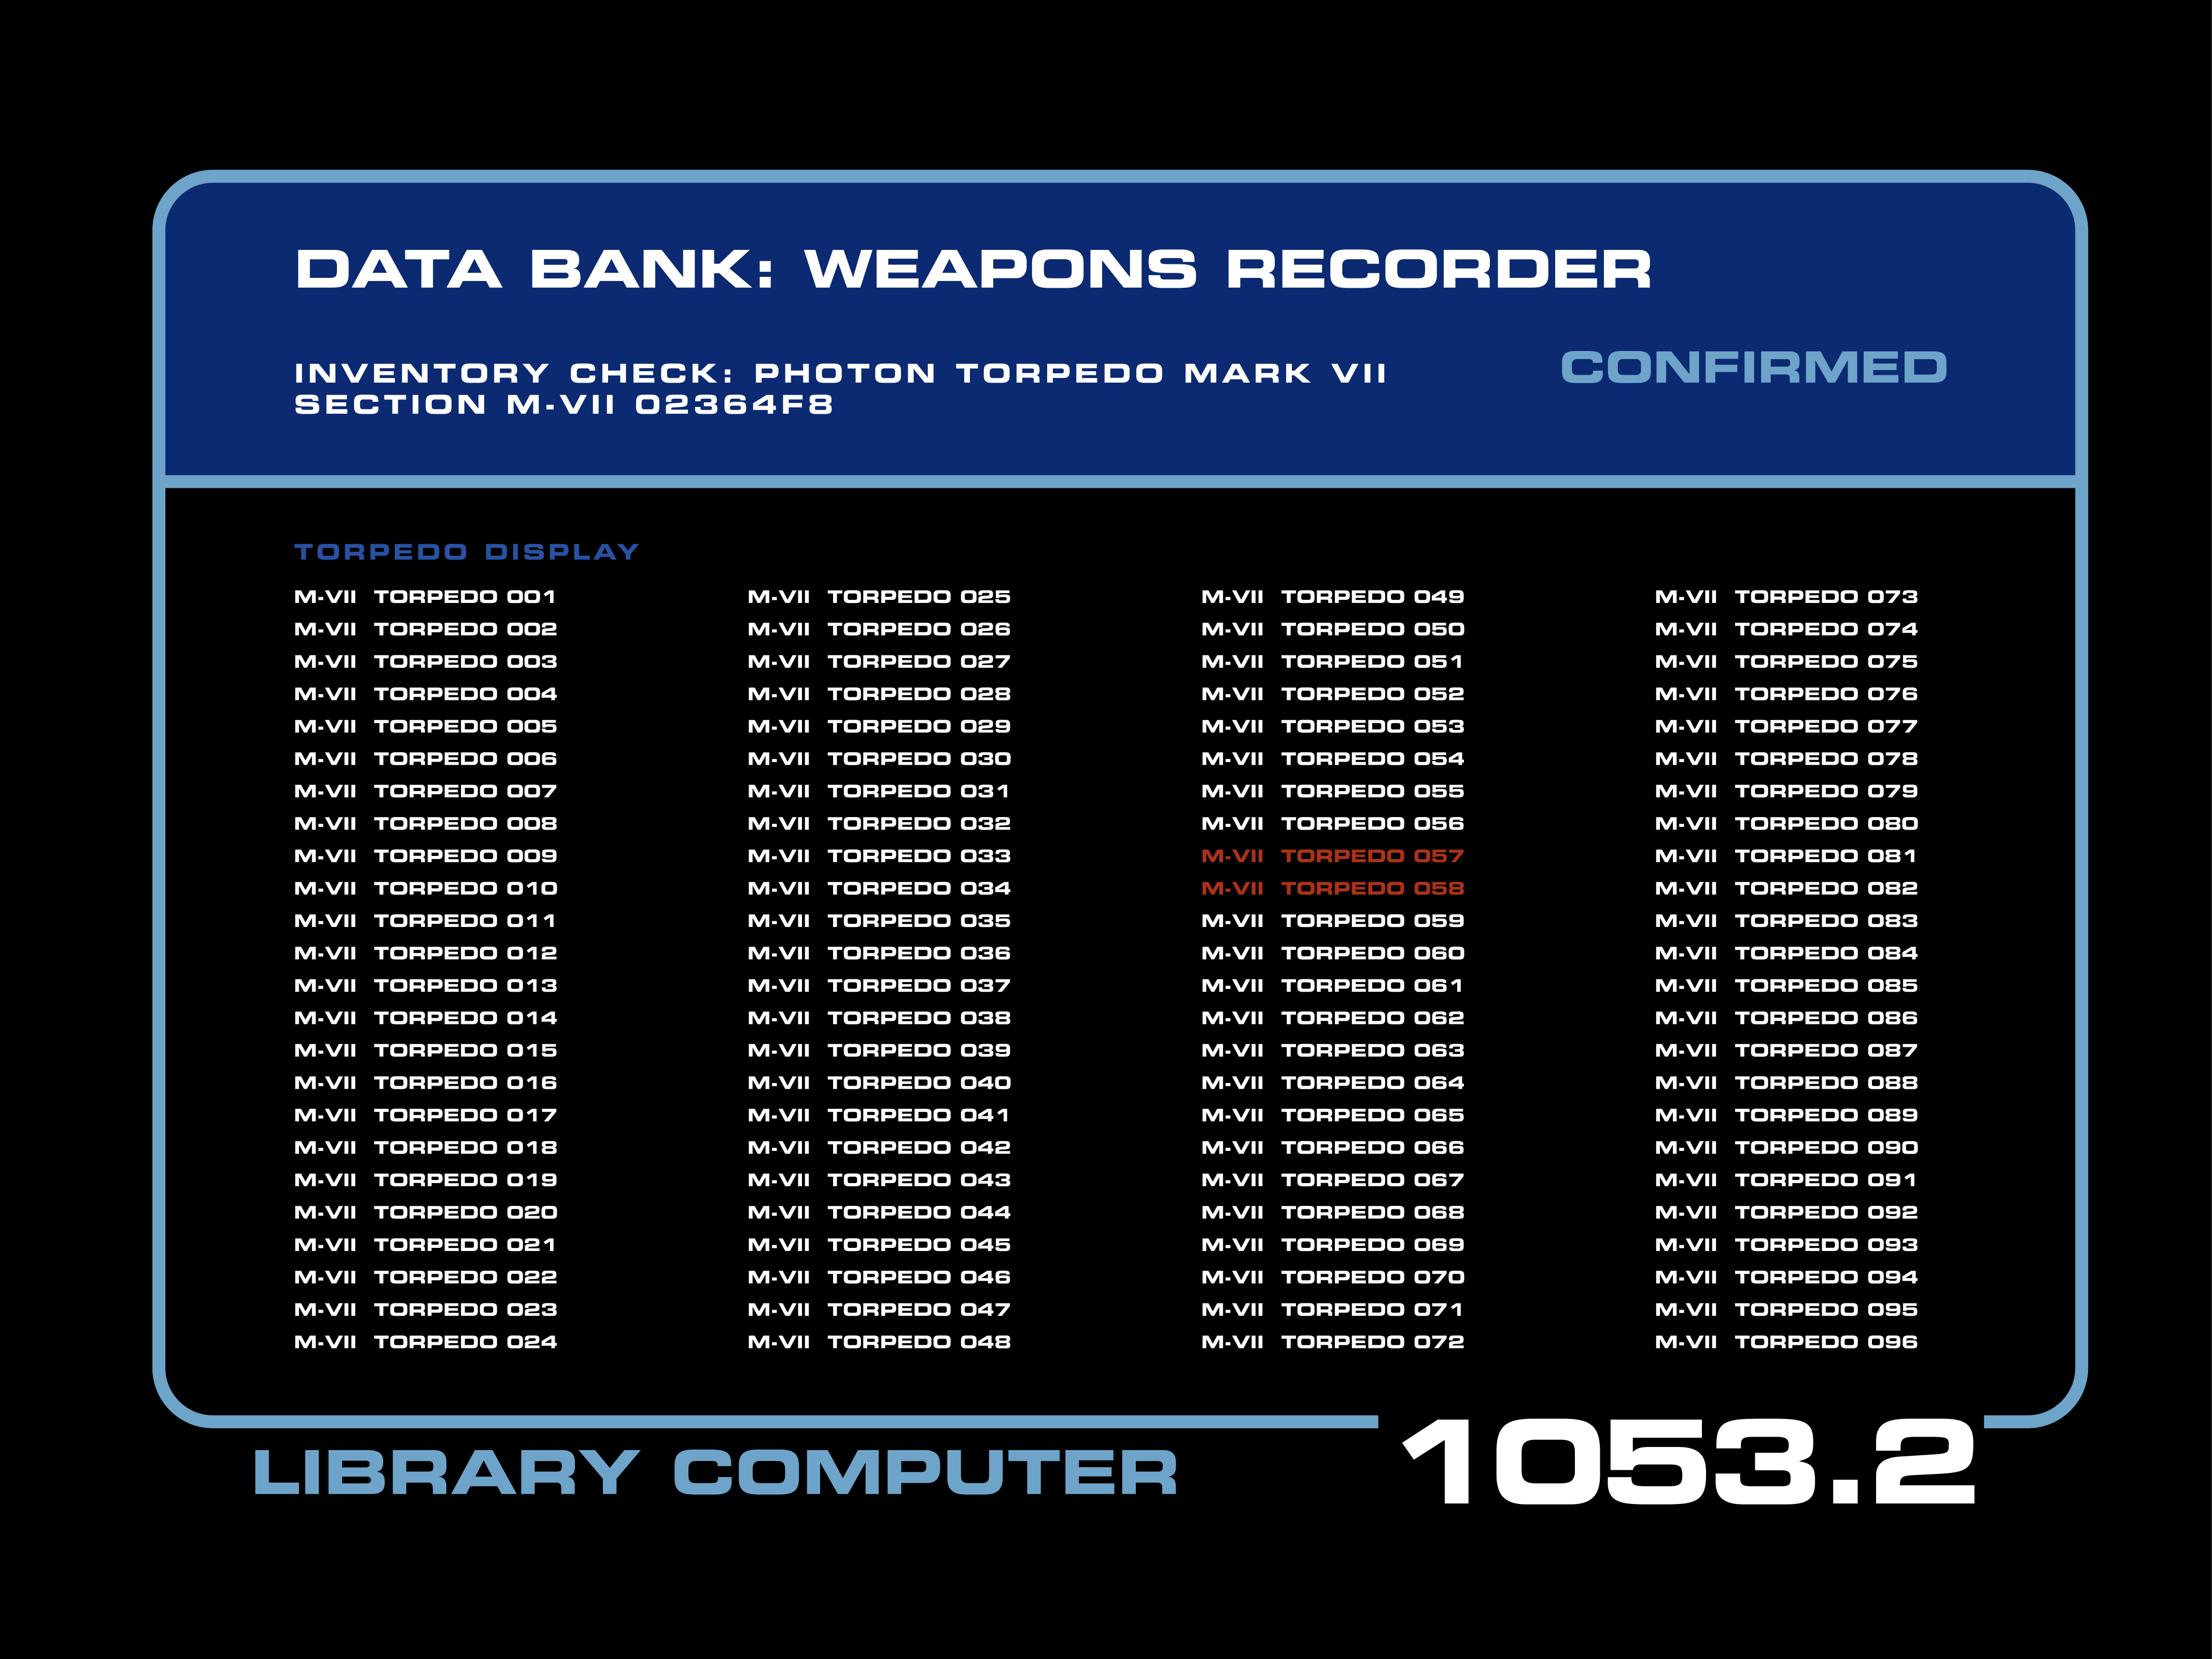 DATA BANK: WEAPONS RECORDER
INVENTORY CHECK: PHOTON TORPEDO MARK VII
SECTION M-VII 02364F8
CONFIRMED
TORPEDO DISPLAY
M-VII TORPEDO 001
M-VII TORPEDO 002
M-VII TORPEDO 003
M-VII TORPEDO 004
M-VII TORPEDO 005
M-VII TORPEDO 006
M-VII TORPEDO 007
M-VII TORPEDO 008
M-VII TORPEDO 009
M-VII TORPEDO 010
M-VII TORPEDO 011
M-VII TORPEDO 012
M-VII TORPEDO 013
M-VII TORPEDO 014
M-VII TORPEDO 015
M-VII TORPEDO 016
M-VII TORPEDO 017
M-VII TORPEDO 018
M-VII TORPEDO 019
M-VII TORPEDO 020
M-VII TORPEDO 021
M-VII TORPEDO 022
M-VII TORPEDO 023
M-VII TORPEDO 024
M-VII TORPEDO 025
M-VII TORPEDO 026
M-VII TORPEDO 027
M-VII TORPEDO 028
M-VII TORPEDO 029
M-VII TORPEDO 030
M-VII TORPEDO 031
M-VII TORPEDO 032
M-VII TORPEDO 033
M-VII TORPEDO 034
M-VII TORPEDO 035
M-VII TORPEDO 036
M-VII TORPEDO 037
M-VII TORPEDO 038
M-VII TORPEDO 039
M-VII TORPEDO 040
M-VII TORPEDO 041
M-VII TORPEDO 042
M-VII TORPEDO 043
M-VII TORPEDO 044
M-VII TORPEDO 045
M-VII TORPEDO 046
M-VII TORPEDO 047
M-VII TORPEDO 048
M-VII TORPEDO 049
M-VII TORPEDO 050
M-VII TORPEDO 051
M-VII TORPEDO 052
M-VII TORPEDO 053
M-VII TORPEDO 054
M-VII TORPEDO 055
M-VII TORPEDO 056
M-VII TORPEDO 057
M-VII TORPEDO 058
M-VII TORPEDO 059
M-VII TORPEDO 060
M-VII TORPEDO 061
M-VII TORPEDO 062
M-VII TORPEDO 063
M-VII TORPEDO 064
M-VII TORPEDO 065
M-VII TORPEDO 066
M-VII TORPEDO 067
M-VII TORPEDO 068
M-VII TORPEDO 069
M-VII TORPEDO 070
M-VII TORPEDO 071
M-VII TORPEDO 072
M-VII TORPEDO 073
M-VII TORPEDO 074
M-VII TORPEDO 075
M-VII TORPEDO 076
M-VII TORPEDO 077
M-VII TORPEDO 078
M-VII TORPEDO 079
M-VII TORPEDO 080
M-VII TORPEDO 081
M-VII TORPEDO 082
M-VII TORPEDO 083
M-VII TORPEDO 084
M-VII TORPEDO 085
M-VII TORPEDO 086
M-VII TORPEDO 087
M-VII TORPEDO 088
M-VII TORPEDO 089
M-VII TORPEDO 090
M-VII TORPEDO 091
M-VII TORPEDO 092
M-VII TORPEDO 093
M-VII TORPEDO 094
M-VII TORPEDO 095
M-VII TORPEDO 096
LIBRARY COMPUTER
1053.2